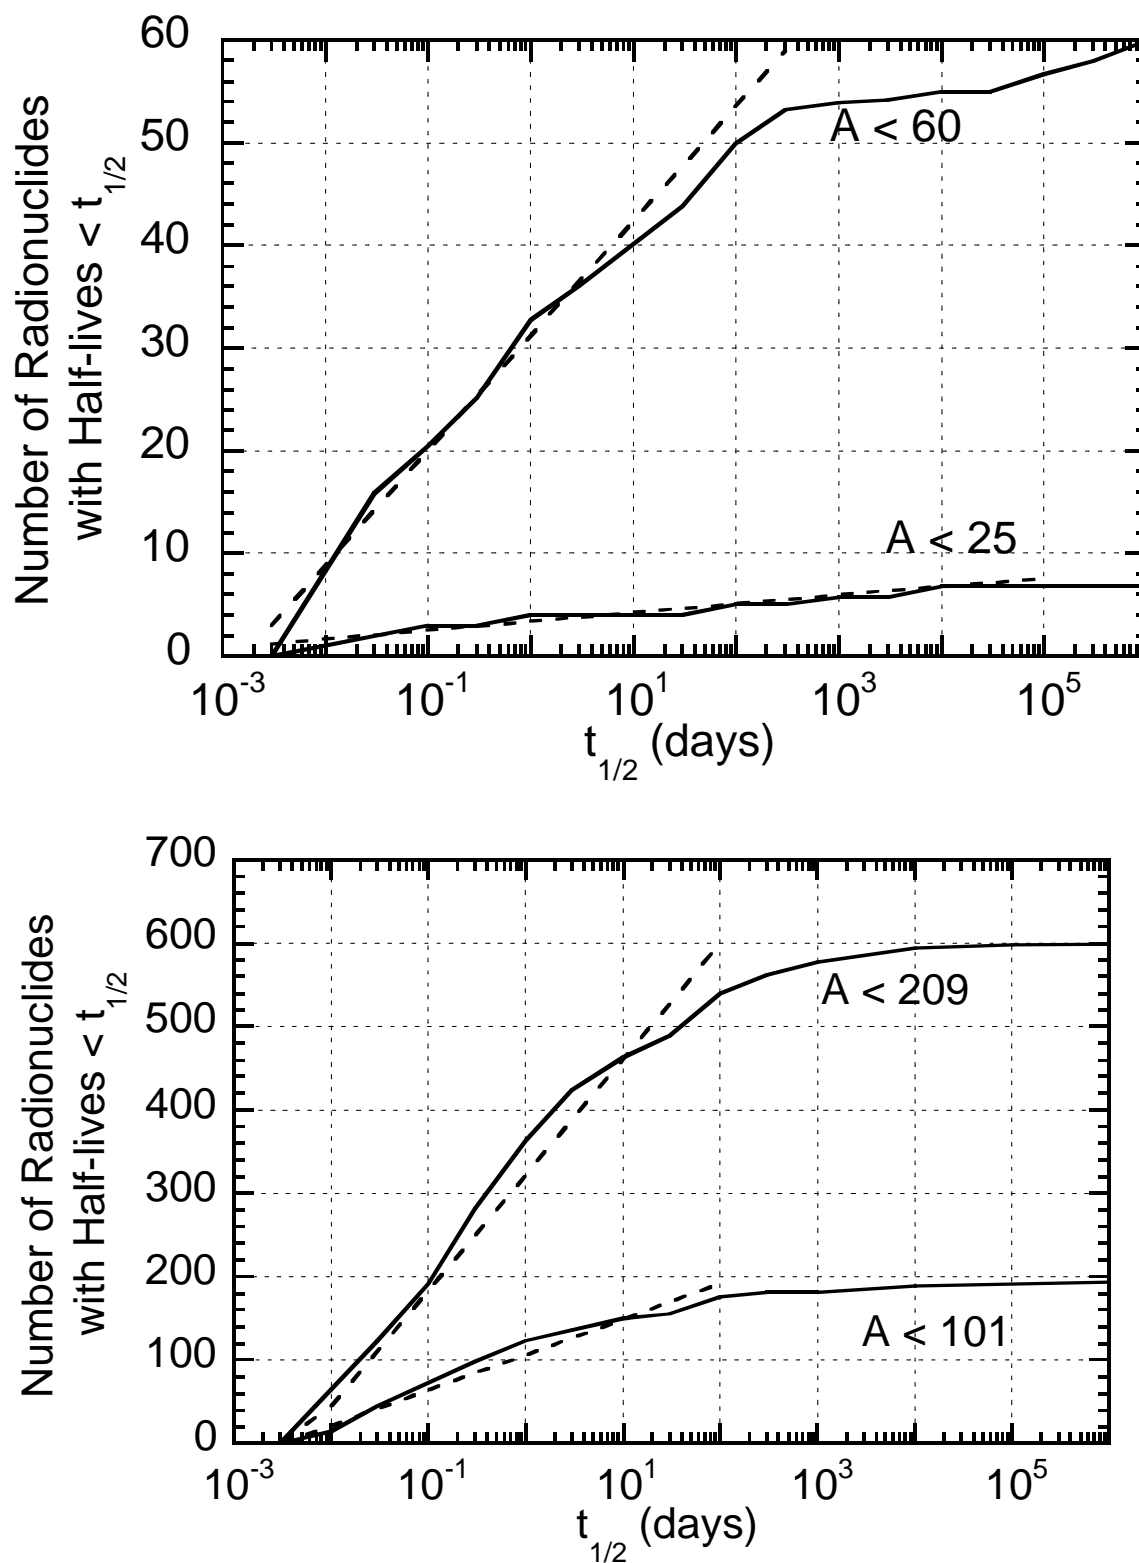 Number of Radionuclides
with Half-lives < t1/2
60
50
40
30
20
10
0
A < 60
A < 25
10-3
10-1
101
103
105
t1/2 (days)
Number of Radionuclides
with Half-lives < t1/2
700
600
500
400
300
200
100
0
A < 209
A < 101
10-3
10-1
101
103
105
t1/2 (days)